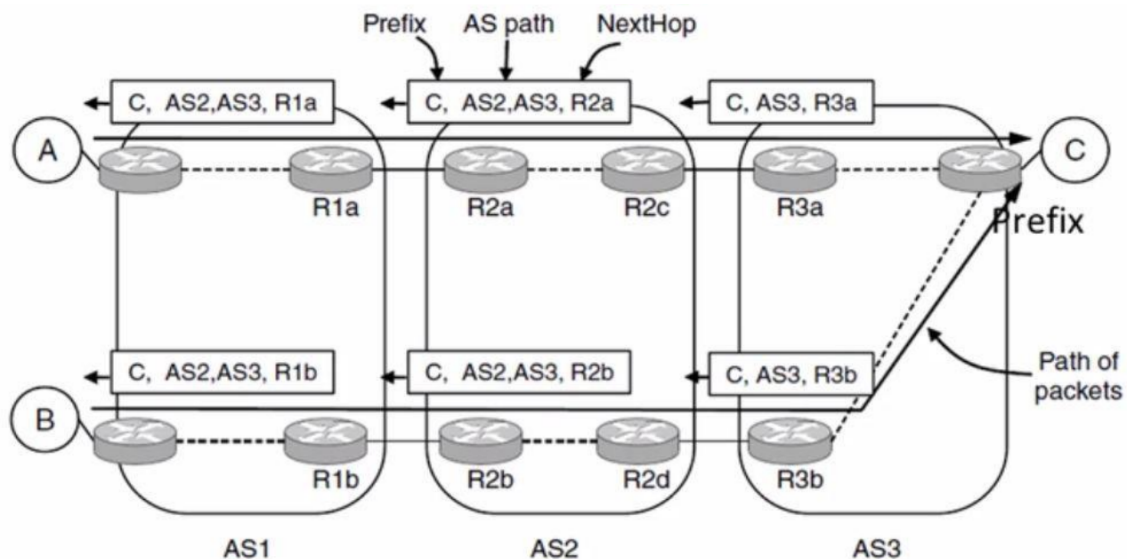 Prefix AS path NextHop
C, AS2,AS3, R1a
C, AS2,AS3, R2a
C, AS3, R3a
A
C
R1a
R2a
R2c
R3a
Prefix
C, AS2,AS3, R1b
C, AS2,AS3, R2b
C, AS3, R3b
Path of
packets
B
R1b
R2b
R2d
R3b
AS1
AS2
AS3